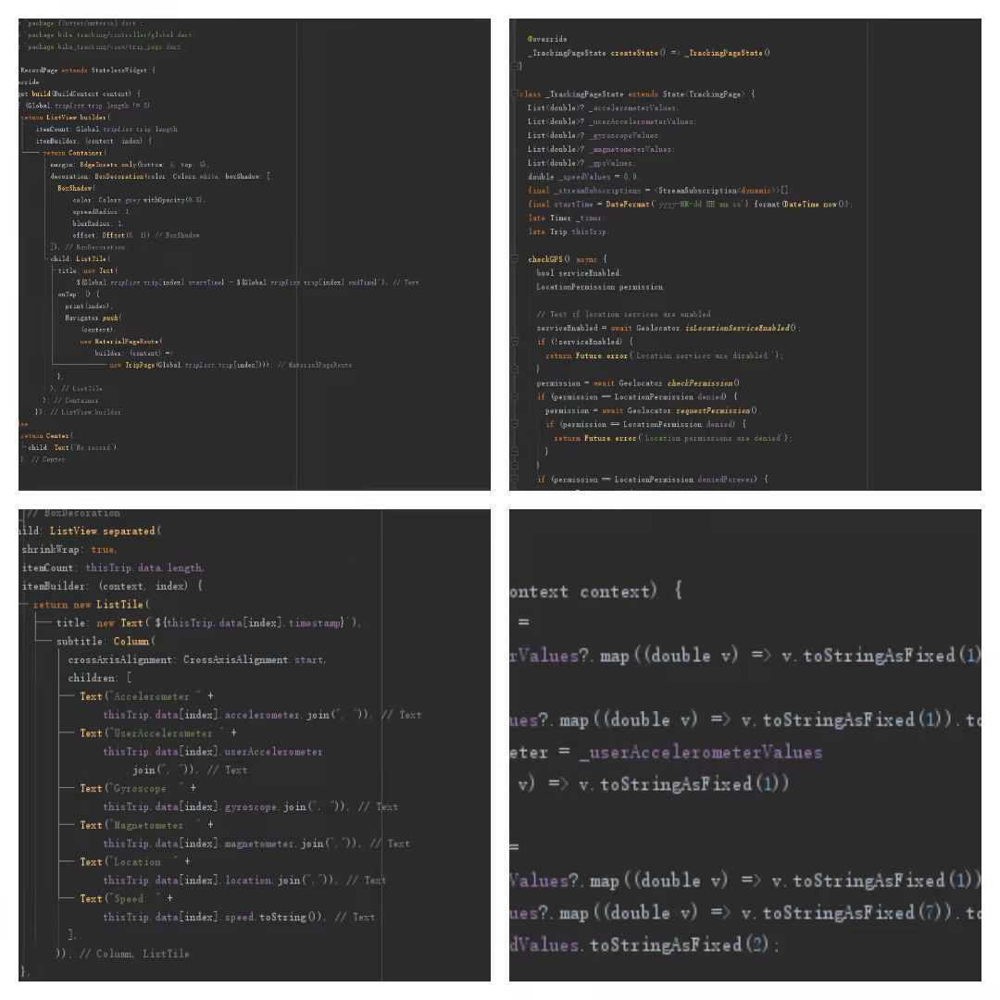 'package flutter/material.dart';
'package bike_tracking/controller/global.dart
'package bike_tracking/view/trip_page.dart'
RecordPage extends StatelessWidget {
erride
get build(BuildContext context) {
(Global.tripList.trip.length != 0)
return ListView.builder(
itemCount: Global.tripList.trip.length,
itemBuilder: (context, index) {
return Container(
margin: EdgeInsets.only(bottom: 5, top: 5),
decoration: BoxDecoration(color: Colors.white, boxShadow: [
BoxShadow(
color: Colors.grey.withOpacity(0.5),
spreadRadius: 1,
blurRadius: 1,
offset: Offset(0, 1)) // BoxShadow
]), // BoxDecoration
child: ListTile(
title: new Text(
'${Global.tripList.trip[index].startTime} - ${Global.tripList.trip[index].endTime}'), // Text
onTap: () {
print(index);
Navigator.push(
(context),
new MaterialPageRoute(
builder: (context) =>
new TripPage(Global.tripList.trip[index]))); // MaterialPageRoute
},
), // ListTile
); // Container
}); // ListView.builder
lse
return Center(
child: Text("No record"),
); // Center
@override
_TrackingPageState createState() => _TrackingPageState()
}
class _TrackingPageState extends State<TrackingPage> {
List<double>? _accelerometerValues;
List<double>? _userAccelerometerValues;
List<double>? _gyroscopeValues;
List<double>? _magnetometerValues;
List<double>? _gpsValues;
double _speedValues = 0.0;
final _streamSubscriptions = <StreamSubscription<dynamic>>[];
final startTime = DateFormat('yyyy-MM-dd HH:mm:ss').format(DateTime.now());
late Timer _timer;
late Trip thisTrip;
checkGPS() async {
bool serviceEnabled;
LocationPermission permission;
// Test if location services are enabled
serviceEnabled = await Geolocator.isLocationServiceEnabled();
if (!serviceEnabled) {
return Future.error('Location services are disabled.');
}
permission = await Geolocator.checkPermission()
if (permission == LocationPermission.denied) {
permission = await Geolocator.requestPermission();
if (permission == LocationPermission.denied) {
return Future.error('Location permissions are denied');
}
}
if (permission == LocationPermission.deniedForever) {
// BoxDecoration
hild: ListView.separated(
shrinkWrap: true,
itemCount: thisTrip.data.length,
itemBuilder: (context, index) {
return new ListTile(
title: new Text('${thisTrip.data[index].timestamp}'),
subtitle: Column(
crossAxisAlignment: CrossAxisAlignment.start,
children: [
Text("Accelerometer: " +
thisTrip.data[index].accelerometer.join(", ")), // Text
Text("UserAccelerometer: " +
thisTrip.data[index].userAccelerometer
.join(", ")), // Text
Text("Gyroscope: " +
thisTrip.data[index].gyroscope.join(", ")), // Text
Text("Magnetometer: " +
thisTrip.data[index].magnetometer.join(",")), // Text
Text("Location: " +
thisTrip.data[index].location.join(",")), // Text
Text("Speed: " +
thisTrip.data[index].speed.toString()), // Text
],
)); // Column, ListTile
},
ontext context) {
=
rValues?.map((double v) => v.toStringAsFixed(1)
ues?.map((double v) => v.toStringAsFixed(1)).to
eter = _userAccelerometerValues
v) => v.toStringAsFixed(1))
=
Values?.map((double v) => v.toStringAsFixed(1))
ues?.map((double v) => v.toStringAsFixed(7)).to
dValues.toStringAsFixed(2);